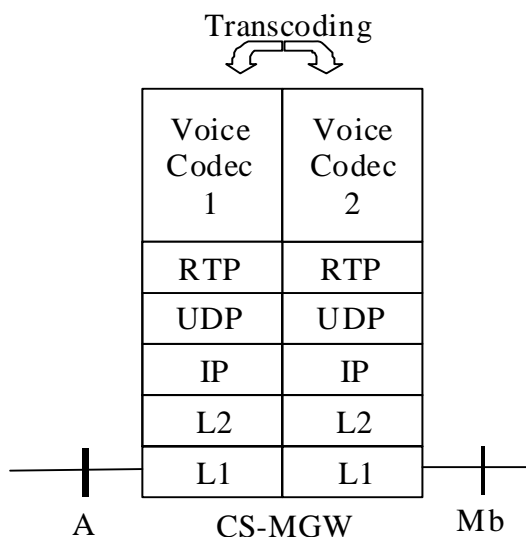 Transcoding
Voice Codec 1
Voice Codec 2
RTP RTP
UDP UDP
IP IP
L2 L2
L1 L1
A CS-MGW Mb